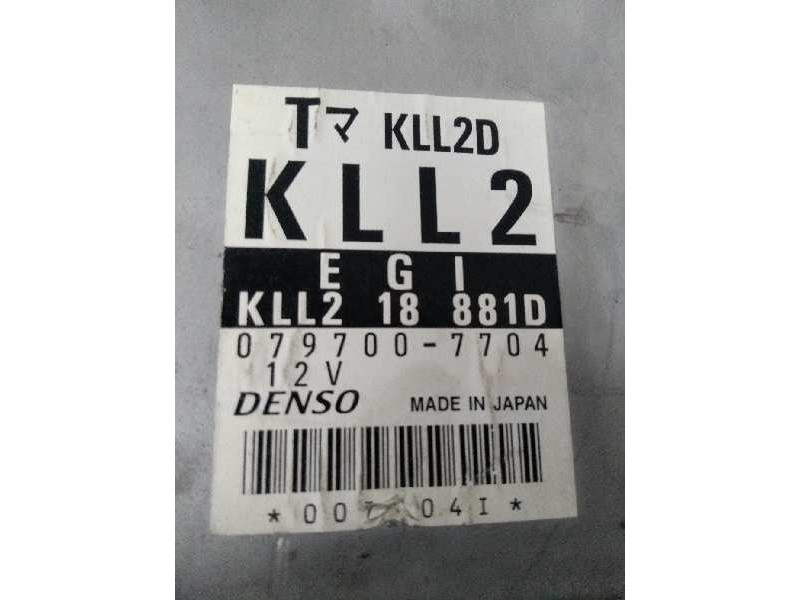 Tマ KLL2D
KLL2
EGI
KLL2 18 881D
079700-7704
12V
DENSO MADE IN JAPAN